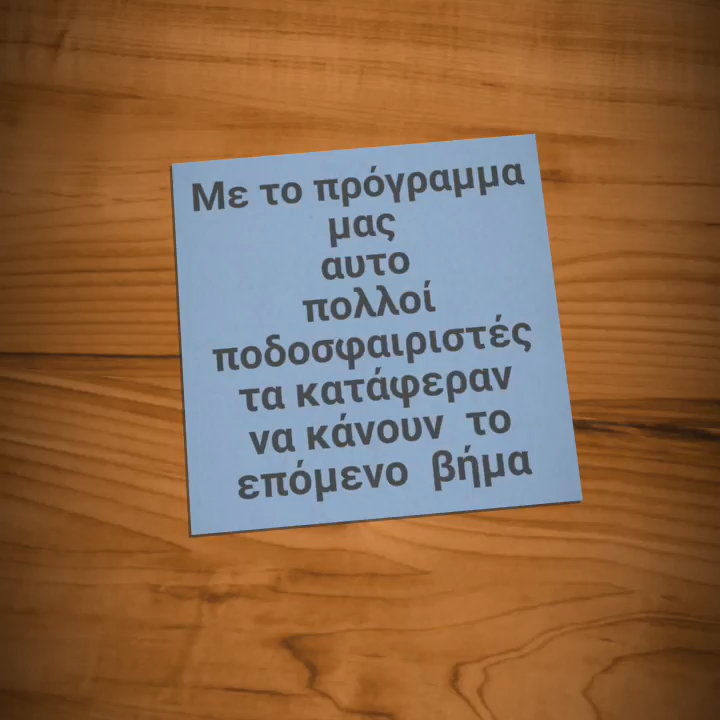 Με το πρόγραμμα
μας
αυτο
πολλοί
ποδοσφαιριστές
τα κατάφεραν
να κάνουν το
επόμενο βήμα